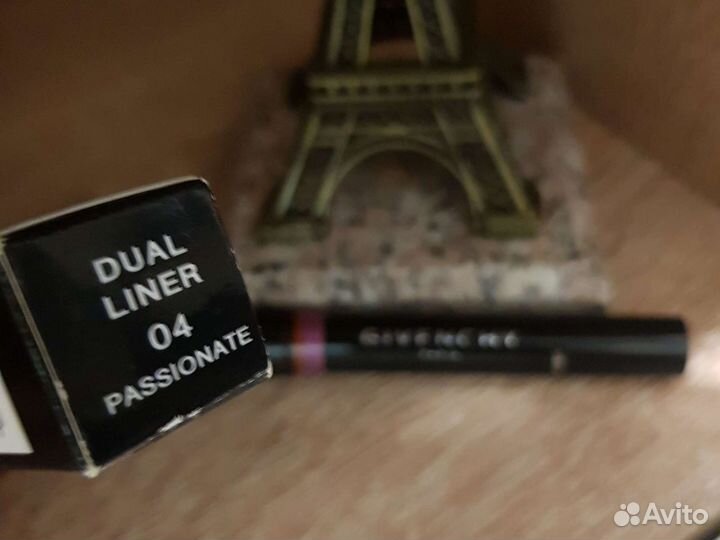 DUAL
LINER
04
PASSIONATE
GIVENCHY
Avito